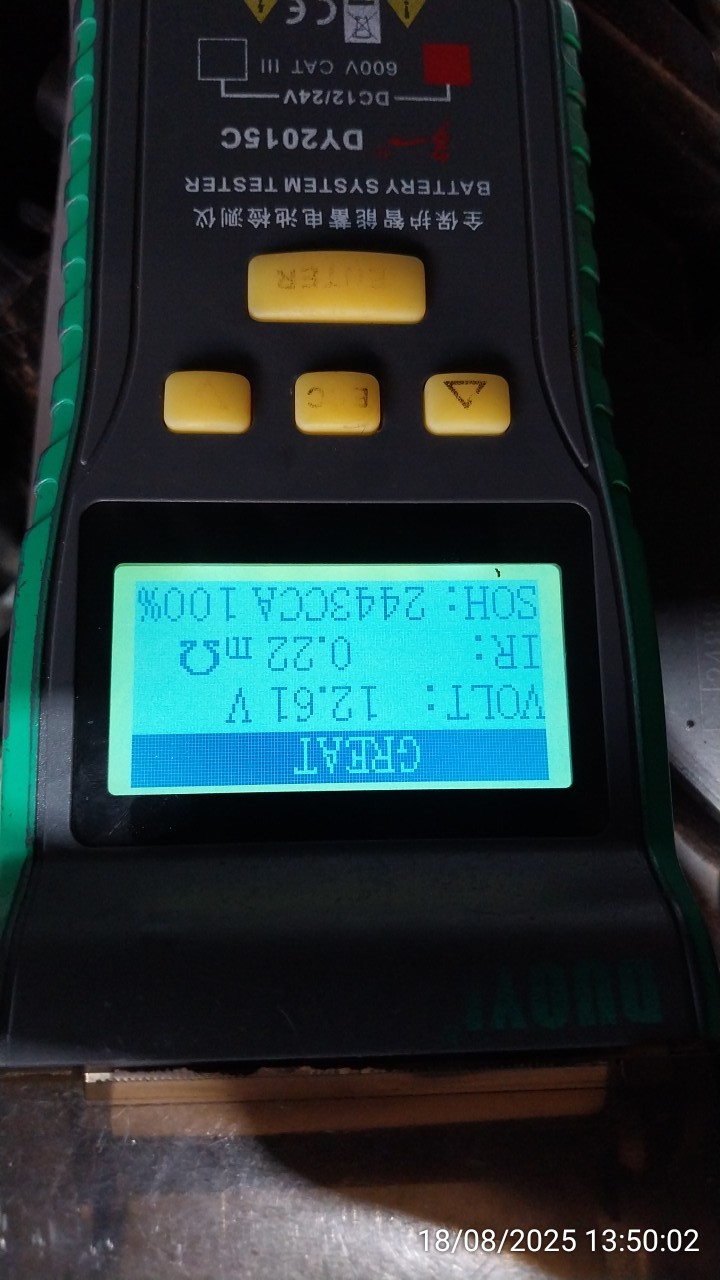 DUOYI
GREAT
VOLT: 12.61 V
IR: 0.22 mΩ
SOH: 2443CCA 100%
ENTER
全保护智能蓄电池检测仪
BATTERY SYSTEM TESTER
DY2015C
DC12/24V
600V CAT III
CE
18/08/2025 13:50:02